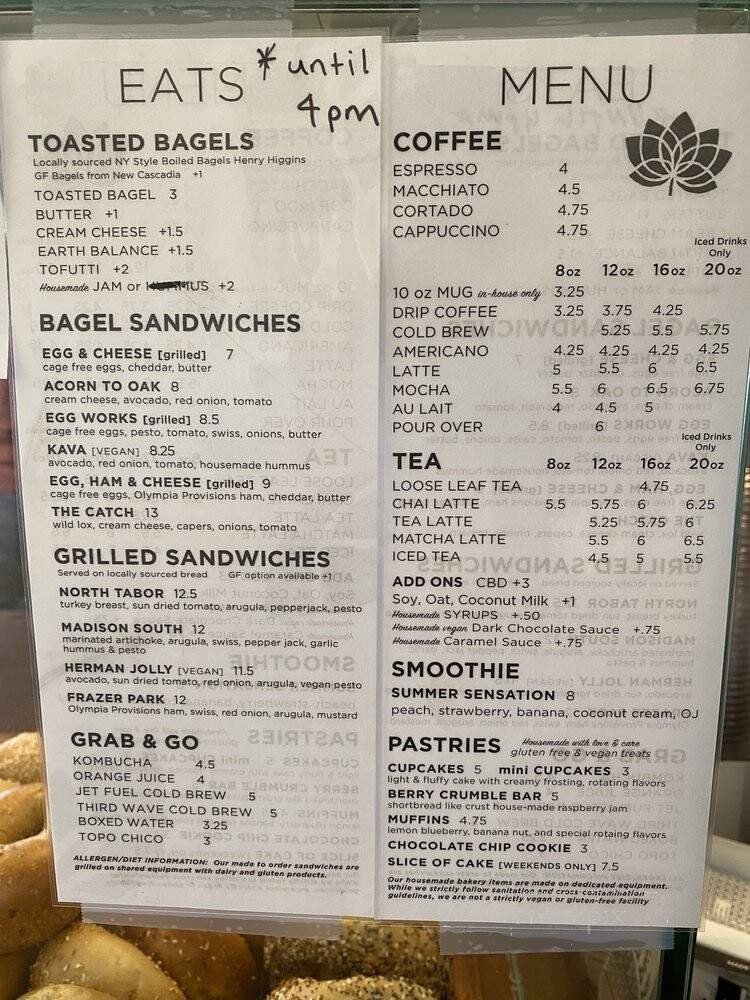 EATS * until 4pm
TOASTED BAGELS
Locally sourced NY Style Boiled Bagels Henry Higgins
GF Bagels from New Cascadia +1
TOASTED BAGEL 3
BUTTER +1
CREAM CHEESE +1.5
EARTH BALANCE +1.5
TOFUTTI +2
Housemade JAM or HUMMUS +2
BAGEL SANDWICHES
EGG & CHEESE [grilled] 7
cage free eggs, cheddar, butter
ACORN TO OAK 8
cream cheese, avocado, red onion, tomato
EGG WORKS [grilled] 8.5
cage free eggs, pesto, tomato, swiss, onions, butter
KAVA [VEGAN] 8.25
avocado, red onion, tomato, housemade hummus
EGG, HAM & CHEESE [grilled] 9
cage free eggs, Olympia Provisions ham, cheddar, butter
THE CATCH 13
wild lox, cream cheese, capers, onions, tomato
GRILLED SANDWICHES
Served on locally sourced bread GF option available +1
NORTH TABOR 12.5
turkey breast, sun dried tomato, arugula, pepperjack, pesto
MADISON SOUTH 12
marinated artichoke, arugula, swiss, pepper jack, garlic
hummus & pesto
HERMAN JOLLY [VEGAN] 11.5
avocado, sun dried tomato, red onion, arugula, vegan pesto
FRAZER PARK 12
Olympia Provisions ham, swiss, red onion, arugula, mustard
GRAB & GO
KOMBUCHA 4.5
ORANGE JUICE 4
JET FUEL COLD BREW 5
THIRD WAVE COLD BREW 5
BOXED WATER 3.25
TOPO CHICO 3
ALLERGEN/DIET INFORMATION: Our made to order sandwiches are
grilled on shared equipment with dairy and gluten products.
MENU
COFFEE
ESPRESSO 4
MACCHIATO 4.5
CORTADO 4.75
CAPPUCCINO 4.75
Iced Drinks
Only
8oz 12oz 16oz 20oz
10 oz MUG in-house only 3.25
DRIP COFFEE 3.25 3.75 4.25
COLD BREW 5.25 5.5 5.75
AMERICANO 4.25 4.25 4.25 4.25
LATTE 5 5.5 6 6.5
MOCHA 5.5 6 6.5 6.75
AU LAIT 4 4.5 5
POUR OVER 6
Iced Drinks
Only
TEA 8oz 12oz 16oz 20oz
LOOSE LEAF TEA 4.75
CHAI LATTE 5.5 5.75 6 6.25
TEA LATTE 5.25 5.75 6
MATCHA LATTE 5.5 6 6.5
ICED TEA 4.5 5 5.5
ADD ONS CBD +3
Soy, Oat, Coconut Milk +1
Housemade SYRUPS +.50
Housemade vegan Dark Chocolate Sauce +.75
Housemade Caramel Sauce +.75
SMOOTHIE
SUMMER SENSATION 8
peach, strawberry, banana, coconut cream, OJ
PASTRIES Housemade with love & care
gluten free & vegan treats
CUPCAKES 5 mini CUPCAKES 3
light & fluffy cake with creamy frosting, rotating flavors
BERRY CRUMBLE BAR 5
shortbread like crust house-made raspberry jam
MUFFINS 4.75
lemon blueberry, banana nut, and special rotaing flavors
CHOCOLATE CHIP COOKIE 3
SLICE OF CAKE [WEEKENDS ONLY] 7.5
Our housemade bakery items are made on dedicated equipment.
While we strictly follow sanitation and cross-contamination
guidelines, we are not a strictly vegan or gluten-free facility